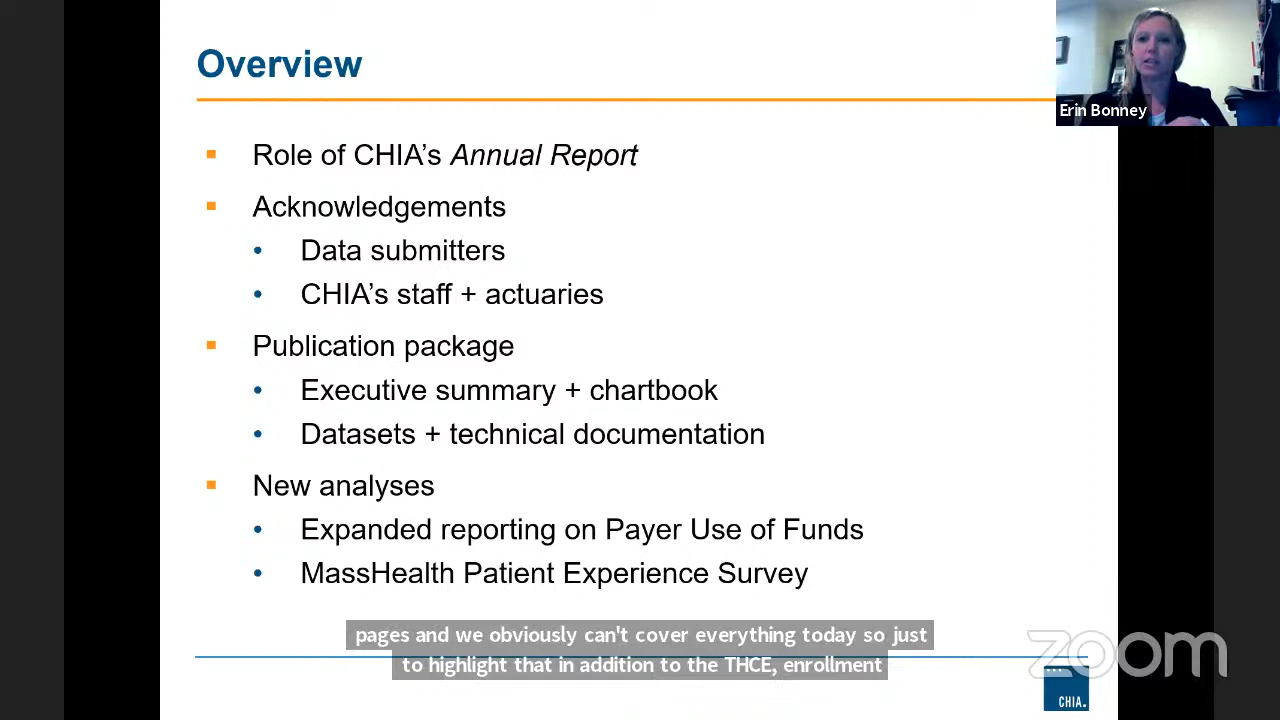 Overview
Erin Bonney
Role of CHIA's Annual Report
Acknowledgements
Data submitters
CHIA's staff + actuaries
Publication package
Executive summary + chartbook
Datasets + technical documentation
New analyses
Expanded reporting on Payer Use of Funds
MassHealth Patient Experience Survey
pages and we obviously can't cover everything today so just
to highlight that in addition to the THCE, enrollment
zoom
CHIA.